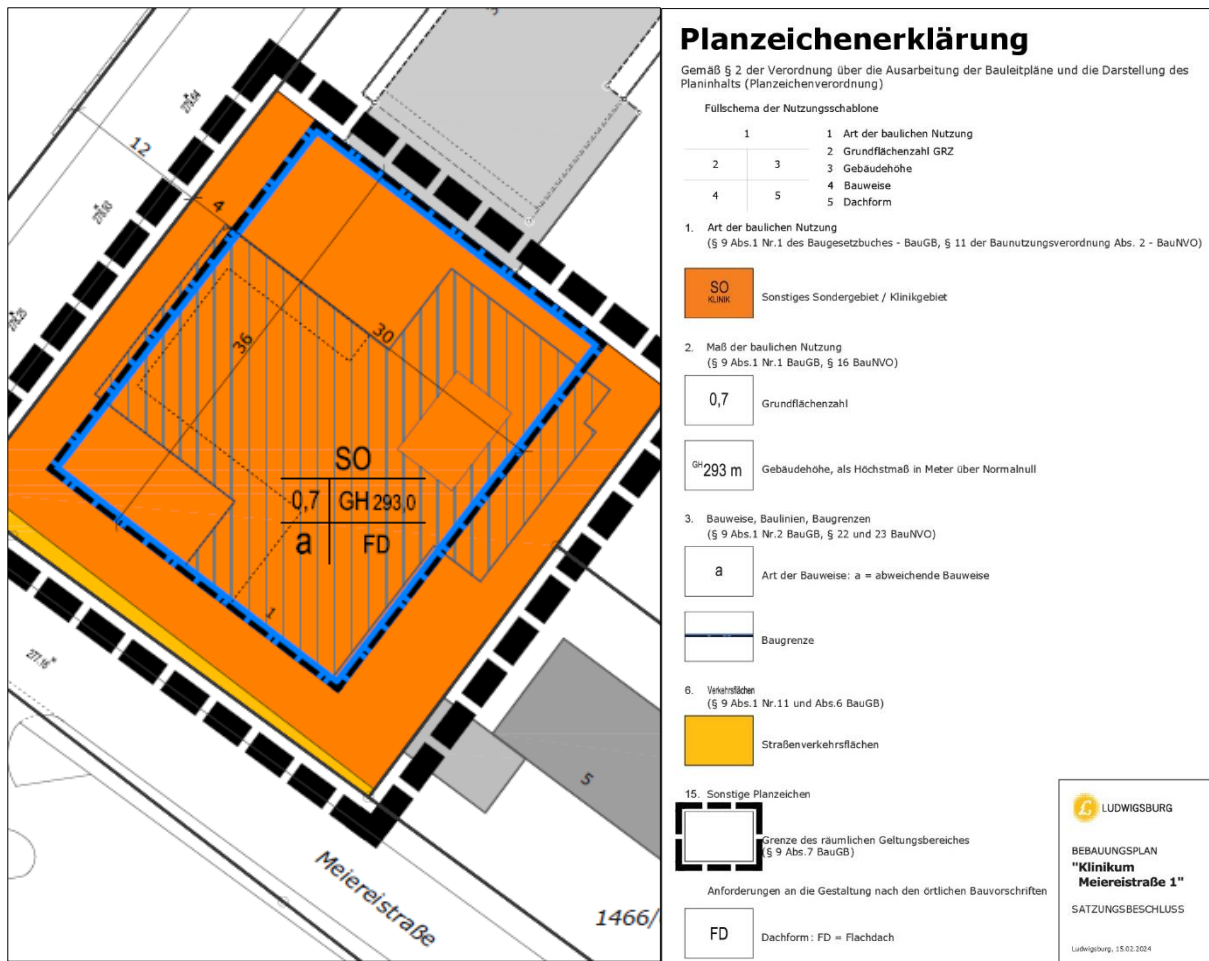 279.64
12
278.93
4
278.25
36
30
SO
0,7
GH 293,0
a
FD
1
277.16
5
Meiereistraße
1466/
Planzeichenerklärung
Gemäß § 2 der Verordnung über die Ausarbeitung der Bauleitpläne und die Darstellung des
Planinhalts (Planzeichenverordnung)
Füllschema der Nutzungsschablone
1
2 3
4 5
1 Art der baulichen Nutzung
2 Grundflächenzahl GRZ
3 Gebäudehöhe
4 Bauweise
5 Dachform
1. Art der baulichen Nutzung
(§ 9 Abs.1 Nr.1 des Baugesetzbuches - BauGB, § 11 der Baunutzungsverordnung Abs. 2 - BauNVO)
SO
KLINIK
Sonstiges Sondergebiet / Klinikgebiet
2. Maß der baulichen Nutzung
(§ 9 Abs.1 Nr.1 BauGB, § 16 BauNVO)
0,7
Grundflächenzahl
GH 293 m
Gebäudehöhe, als Höchstmaß in Meter über Normalnull
3. Bauweise, Baulinien, Baugrenzen
(§ 9 Abs.1 Nr.2 BauGB, § 22 und 23 BauNVO)
a
Art der Bauweise: a = abweichende Bauweise
Baugrenze
6. Verkehrsflächen
(§ 9 Abs.1 Nr.11 und Abs.6 BauGB)
Straßenverkehrsflächen
15. Sonstige Planzeichen
Grenze des räumlichen Geltungsbereiches
(§ 9 Abs.7 BauGB)
Anforderungen an die Gestaltung nach den örtlichen Bauvorschriften
FD
Dachform: FD = Flachdach
LUDWIGSBURG
BEBAUUNGSPLAN
"Klinikum
Meiereistraße 1"
SATZUNGSBESCHLUSS
Ludwigsburg, 15.02.2024